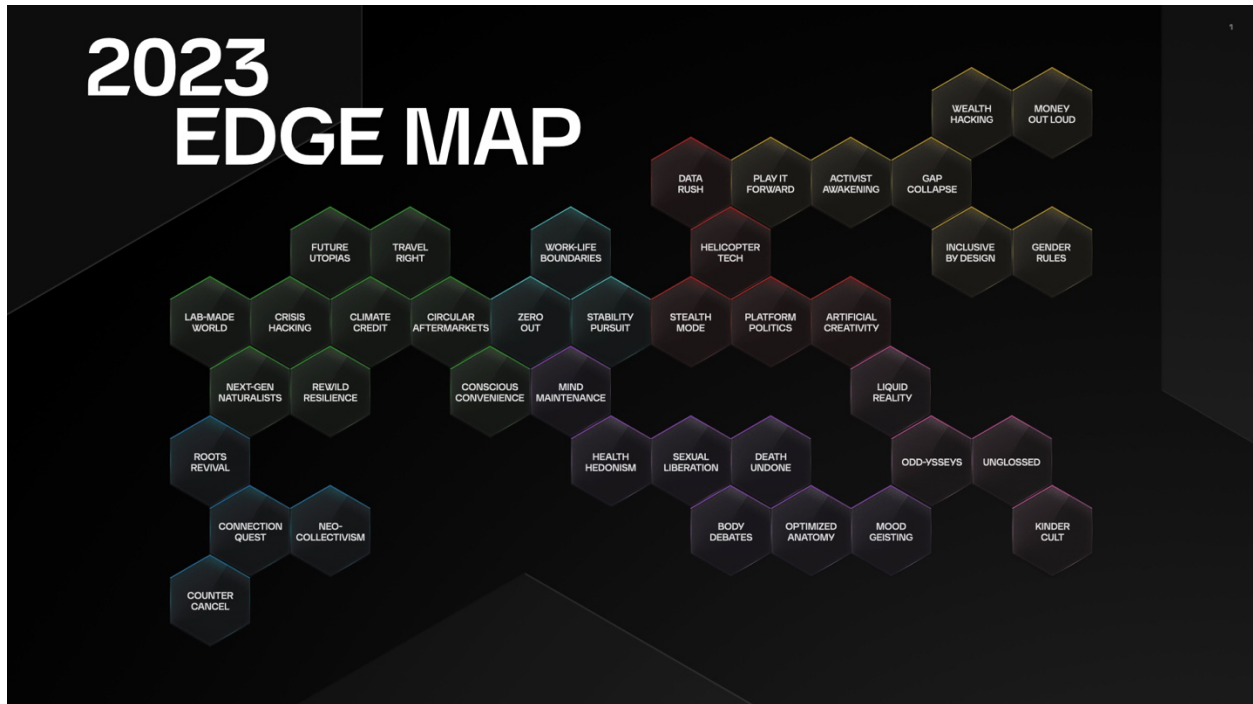 1
2023
EDGE MAP
WEALTH
HACKING
MONEY
OUT LOUD
DATA
RUSH
PLAY IT
FORWARD
ACTIVIST
AWAKENING
GAP
COLLAPSE
FUTURE
UTOPIAS
TRAVEL
RIGHT
WORK-LIFE
BOUNDARIES
HELICOPTER
TECH
INCLUSIVE
BY DESIGN
GENDER
RULES
LAB-MADE
WORLD
CRISIS
HACKING
CLIMATE
CREDIT
CIRCULAR
AFTERMARKETS
ZERO
OUT
STABILITY
PURSUIT
STEALTH
MODE
PLATFORM
POLITICS
ARTIFICIAL
CREATIVITY
NEXT-GEN
NATURALISTS
REWILD
RESILIENCE
CONSCIOUS
CONVENIENCE
MIND
MAINTENANCE
LIQUID
REALITY
ROOTS
REVIVAL
HEALTH
HEDONISM
SEXUAL
LIBERATION
DEATH
UNDONE
ODD-YSSEYS
UNGLOSSED
CONNECTION
QUEST
NEO-
COLLECTIVISM
BODY
DEBATES
OPTIMIZED
ANATOMY
MOOD
GEISTING
KINDER
CULT
COUNTER
CANCEL